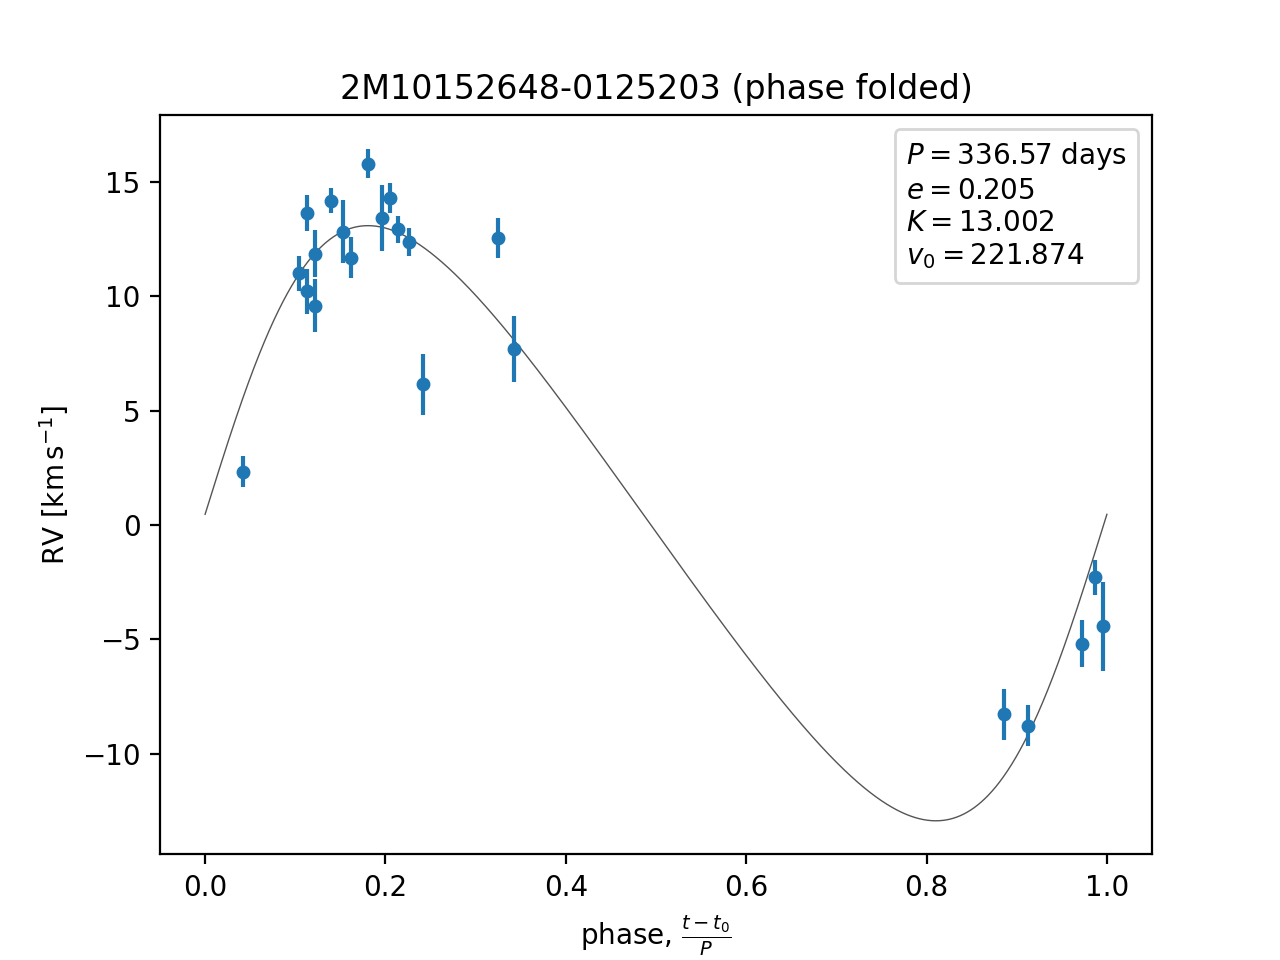 2M10152648-0125203 (phase folded)
P = 336.57 days
e = 0.205
K = 13.002
v₀ = 221.874
15
10
5
0
−5
−10
RV [km s⁻¹]
0.0 0.2 0.4 0.6 0.8 1.0
phase, (t − t₀)/P